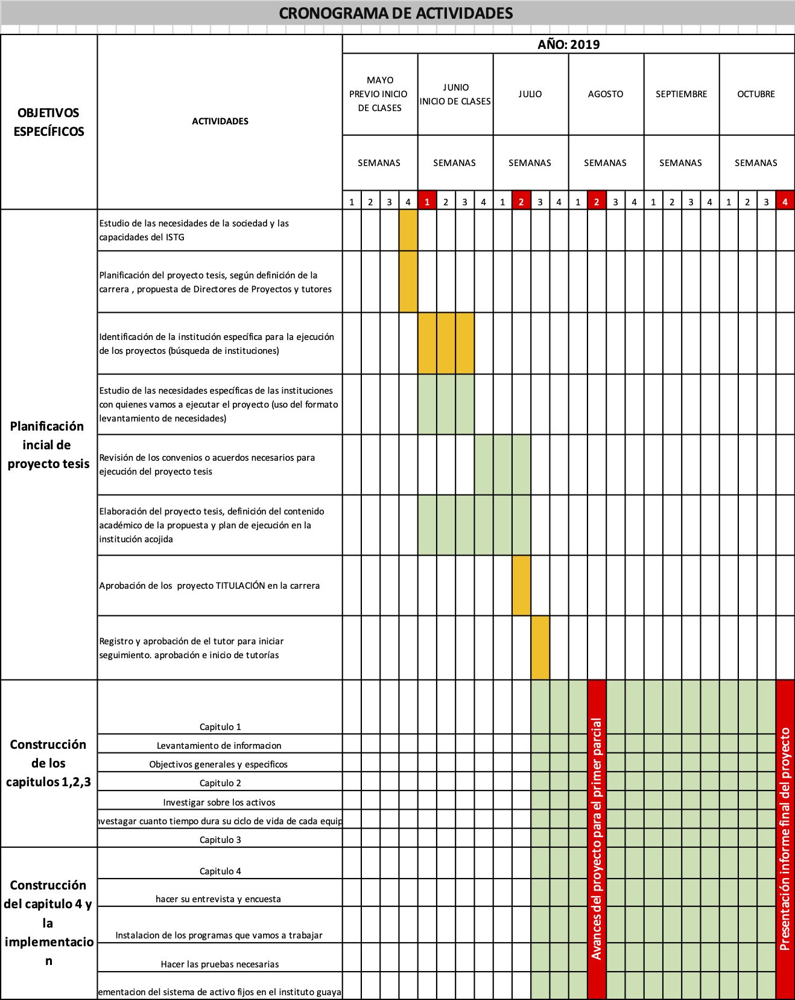 CRONOGRAMA DE ACTIVIDADES
OBJETIVOS
ESPECÍFICOS
ACTIVIDADES
AÑO: 2019
MAYO
PREVIO INICIO
DE CLASES
JUNIO
INICIO DE CLASES
JULIO
AGOSTO
SEPTIEMBRE
OCTUBRE
SEMANAS SEMANAS SEMANAS SEMANAS SEMANAS SEMANAS
1 2 3 4 1 2 3 4 1 2 3 4 1 2 3 4 1 2 3 4 1 2 3 4
Planificación
incial de
proyecto tesis
Estudio de las necesidades de la sociedad y las
capacidades del ISTG
Planificación del proyecto tesis, según definición de la
carrera , propuesta de Directores de Proyectos y tutores
Identificación de la institución específica para la ejecución
de los proyectos (búsqueda de instituciones)
Estudio de las necesidades específicas de las instituciones
con quienes vamos a ejecutar el proyecto (uso del formato
levantamiento de necesidades)
Revisión de los convenios o acuerdos necesarios para
ejecución del proyecto tesis
Elaboración del proyecto tesis, definición del contenido
académico de la propuesta y plan de ejecución en la
institución acojida
Aprobación de los  proyecto TITULACIÓN en la carrera
Registro y aprobación de el tutor para iniciar
seguimiento. aprobación e inicio de tutorías
Construcción
de los
capitulos 1,2,3
Capitulo 1
Levantamiento de informacion
Objectivos generales y especificos
Capitulo 2
Investigar sobre los activos
nvestagar cuanto tiempo dura su ciclo de vida de cada equip
Capitulo 3
Construcción
del capitulo 4 y
la
implementacio
n
Capitulo 4
hacer su entrevista y encuesta
Instalacion de los programas que vamos a trabajar
Hacer las pruebas necesarias
ementacion del sistema de activo fijos en el instituto guaya
Avances del proyecto para el primer parcial
Presentación informe final del proyecto